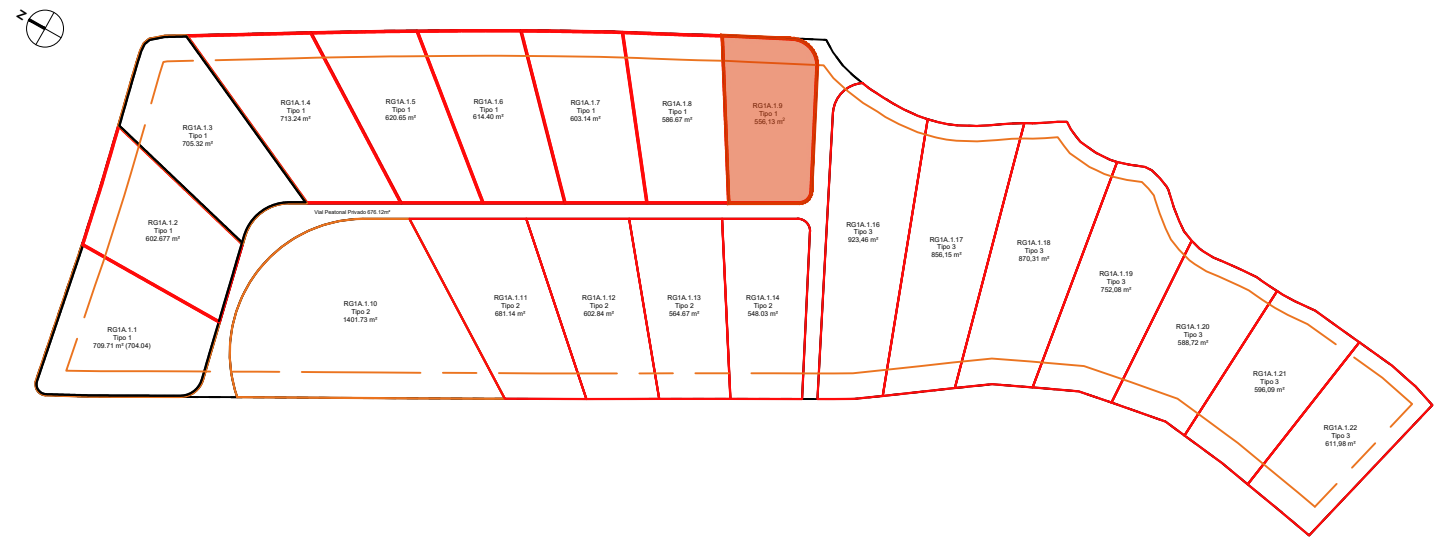 Z
RG1A.1.4
Tipo 1
713.24 m²
RG1A.1.5
Tipo 1
620.65 m²
RG1A.1.6
Tipo 1
614.40 m²
RG1A.1.7
Tipo 1
603.14 m²
RG1A.1.8
Tipo 1
586.67 m²
RG1A.1.9
Tipo 1
556,13 m²
RG1A.1.3
Tipo 1
705.32 m²
RG1A.1.2
Tipo 1
602.677 m²
Vial Peatonal Privado 676.12m²
RG1A.1.1
Tipo 1
709.71 m² (704.04)
RG1A.1.10
Tipo 2
1401.73 m²
RG1A.1.11
Tipo 2
681.14 m²
RG1A.1.12
Tipo 2
602.84 m²
RG1A.1.13
Tipo 2
564.67 m²
RG1A.1.14
Tipo 2
548.03 m²
RG1A.1.16
Tipo 3
923,46 m²
RG1A.1.17
Tipo 3
856,15 m²
RG1A.1.18
Tipo 3
870,31 m²
RG1A.1.19
Tipo 3
752,08 m²
RG1A.1.20
Tipo 3
588,72 m²
RG1A.1.21
Tipo 3
596,09 m²
RG1A.1.22
Tipo 3
611,98 m²